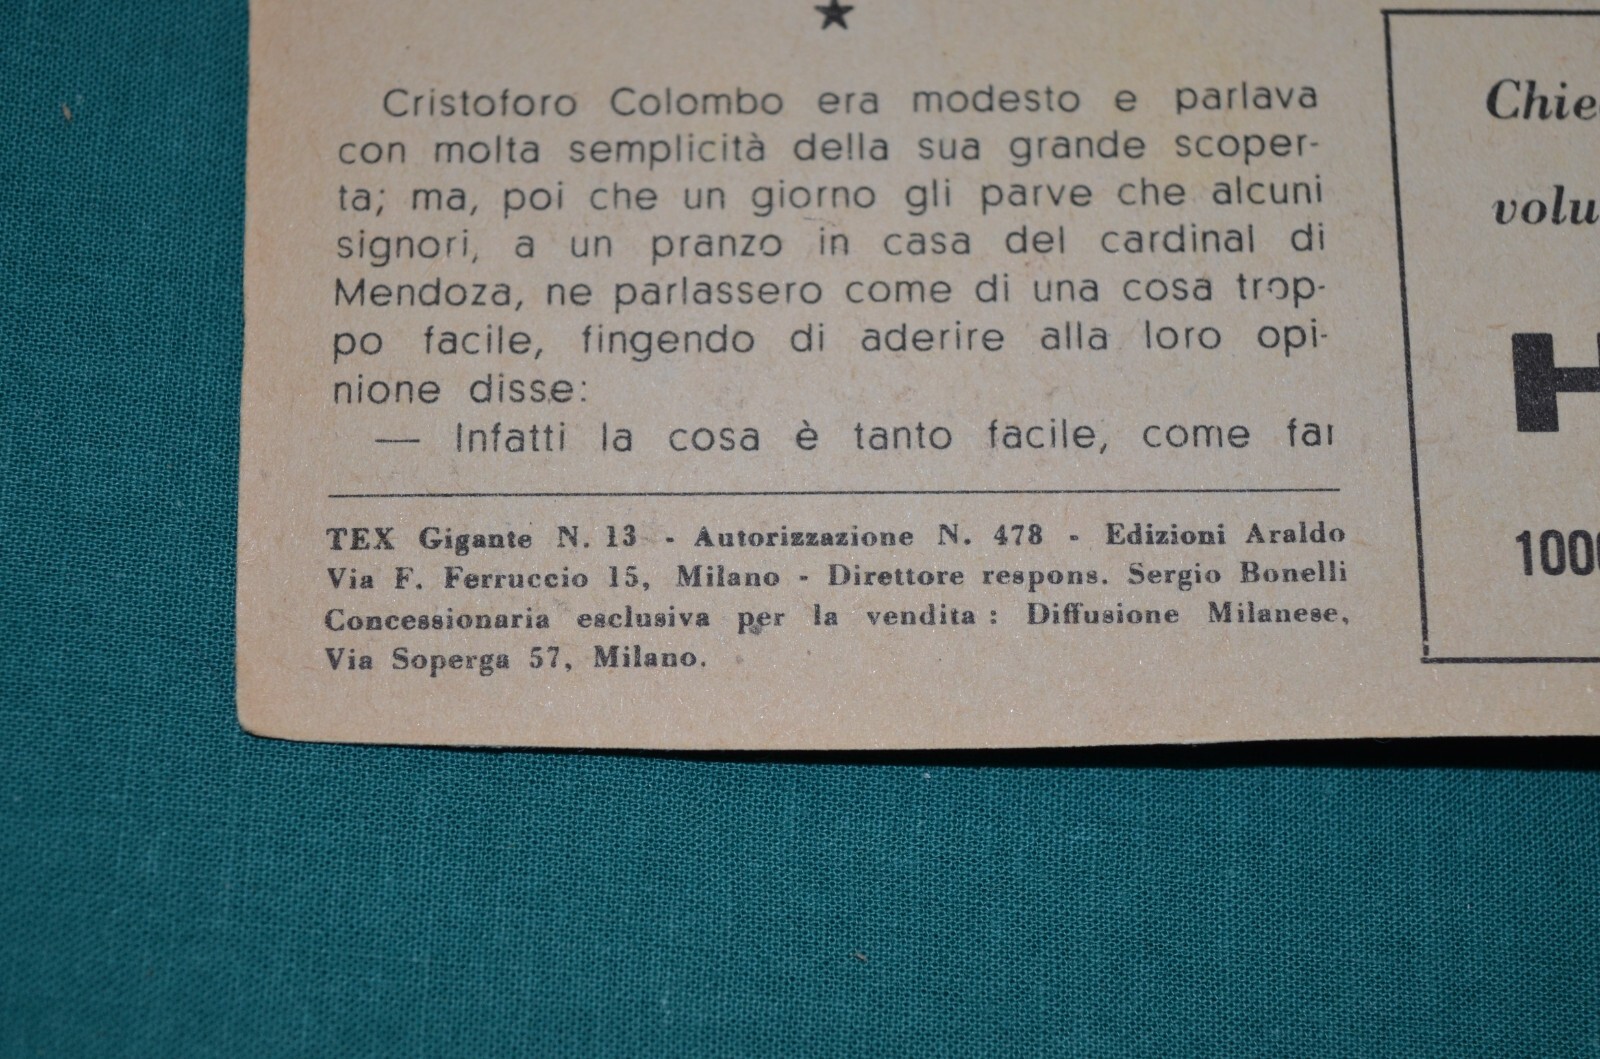 ★
Cristoforo Colombo era modesto e parlava
con molta semplicità della sua grande scoper-
ta; ma, poi che un giorno gli parve che alcuni
signori, a un pranzo in casa del cardinal di
Mendoza, ne parlassero come di una cosa trop-
po facile, fingendo di aderire alla loro opi-
nione disse:
— Infatti la cosa è tanto facile, come far
TEX Gigante N. 13 - Autorizzazione N. 478 - Edizioni Araldo
Via F. Ferruccio 15, Milano - Direttore respons. Sergio Bonelli
Concessionaria esclusiva per la vendita : Diffusione Milanese,
Via Soperga 57, Milano.
Chie
volu
H
100